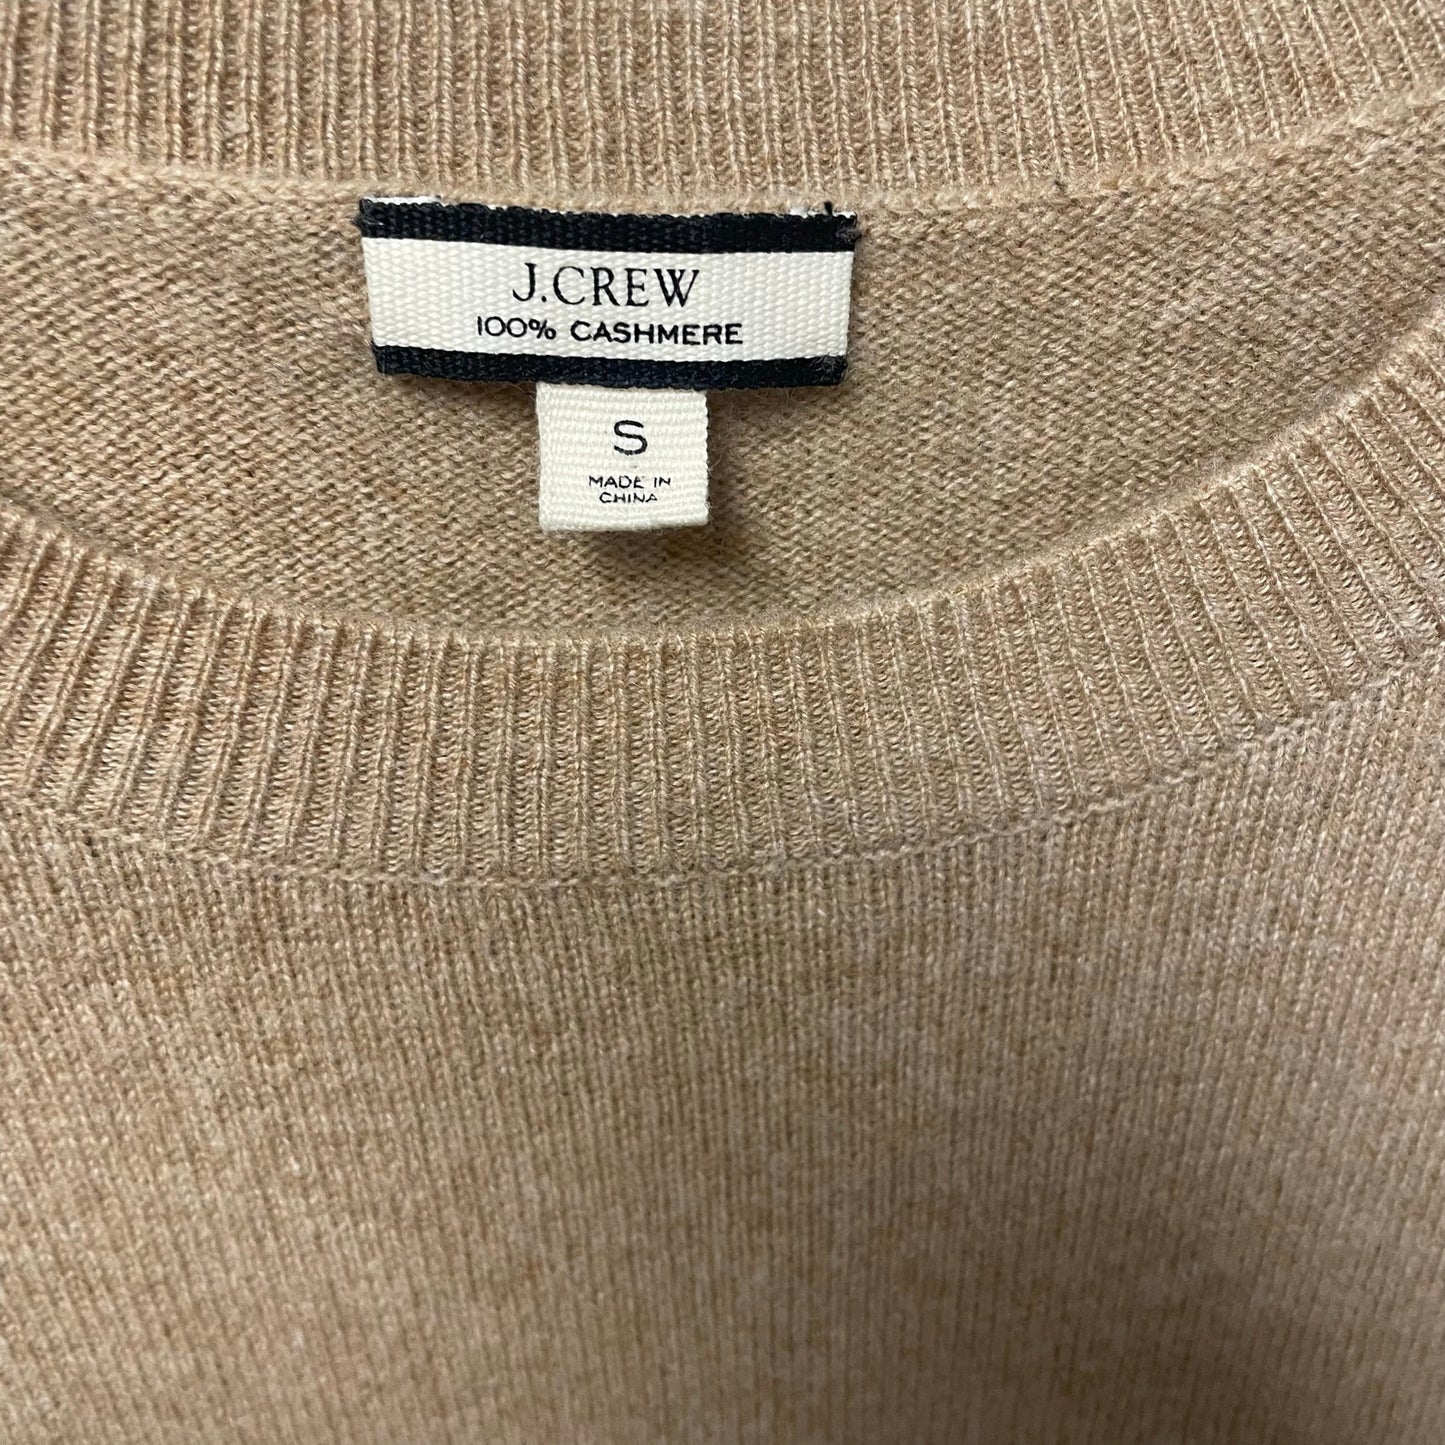 J.CREW
100% CASHMERE
S
MADE IN
CHINA